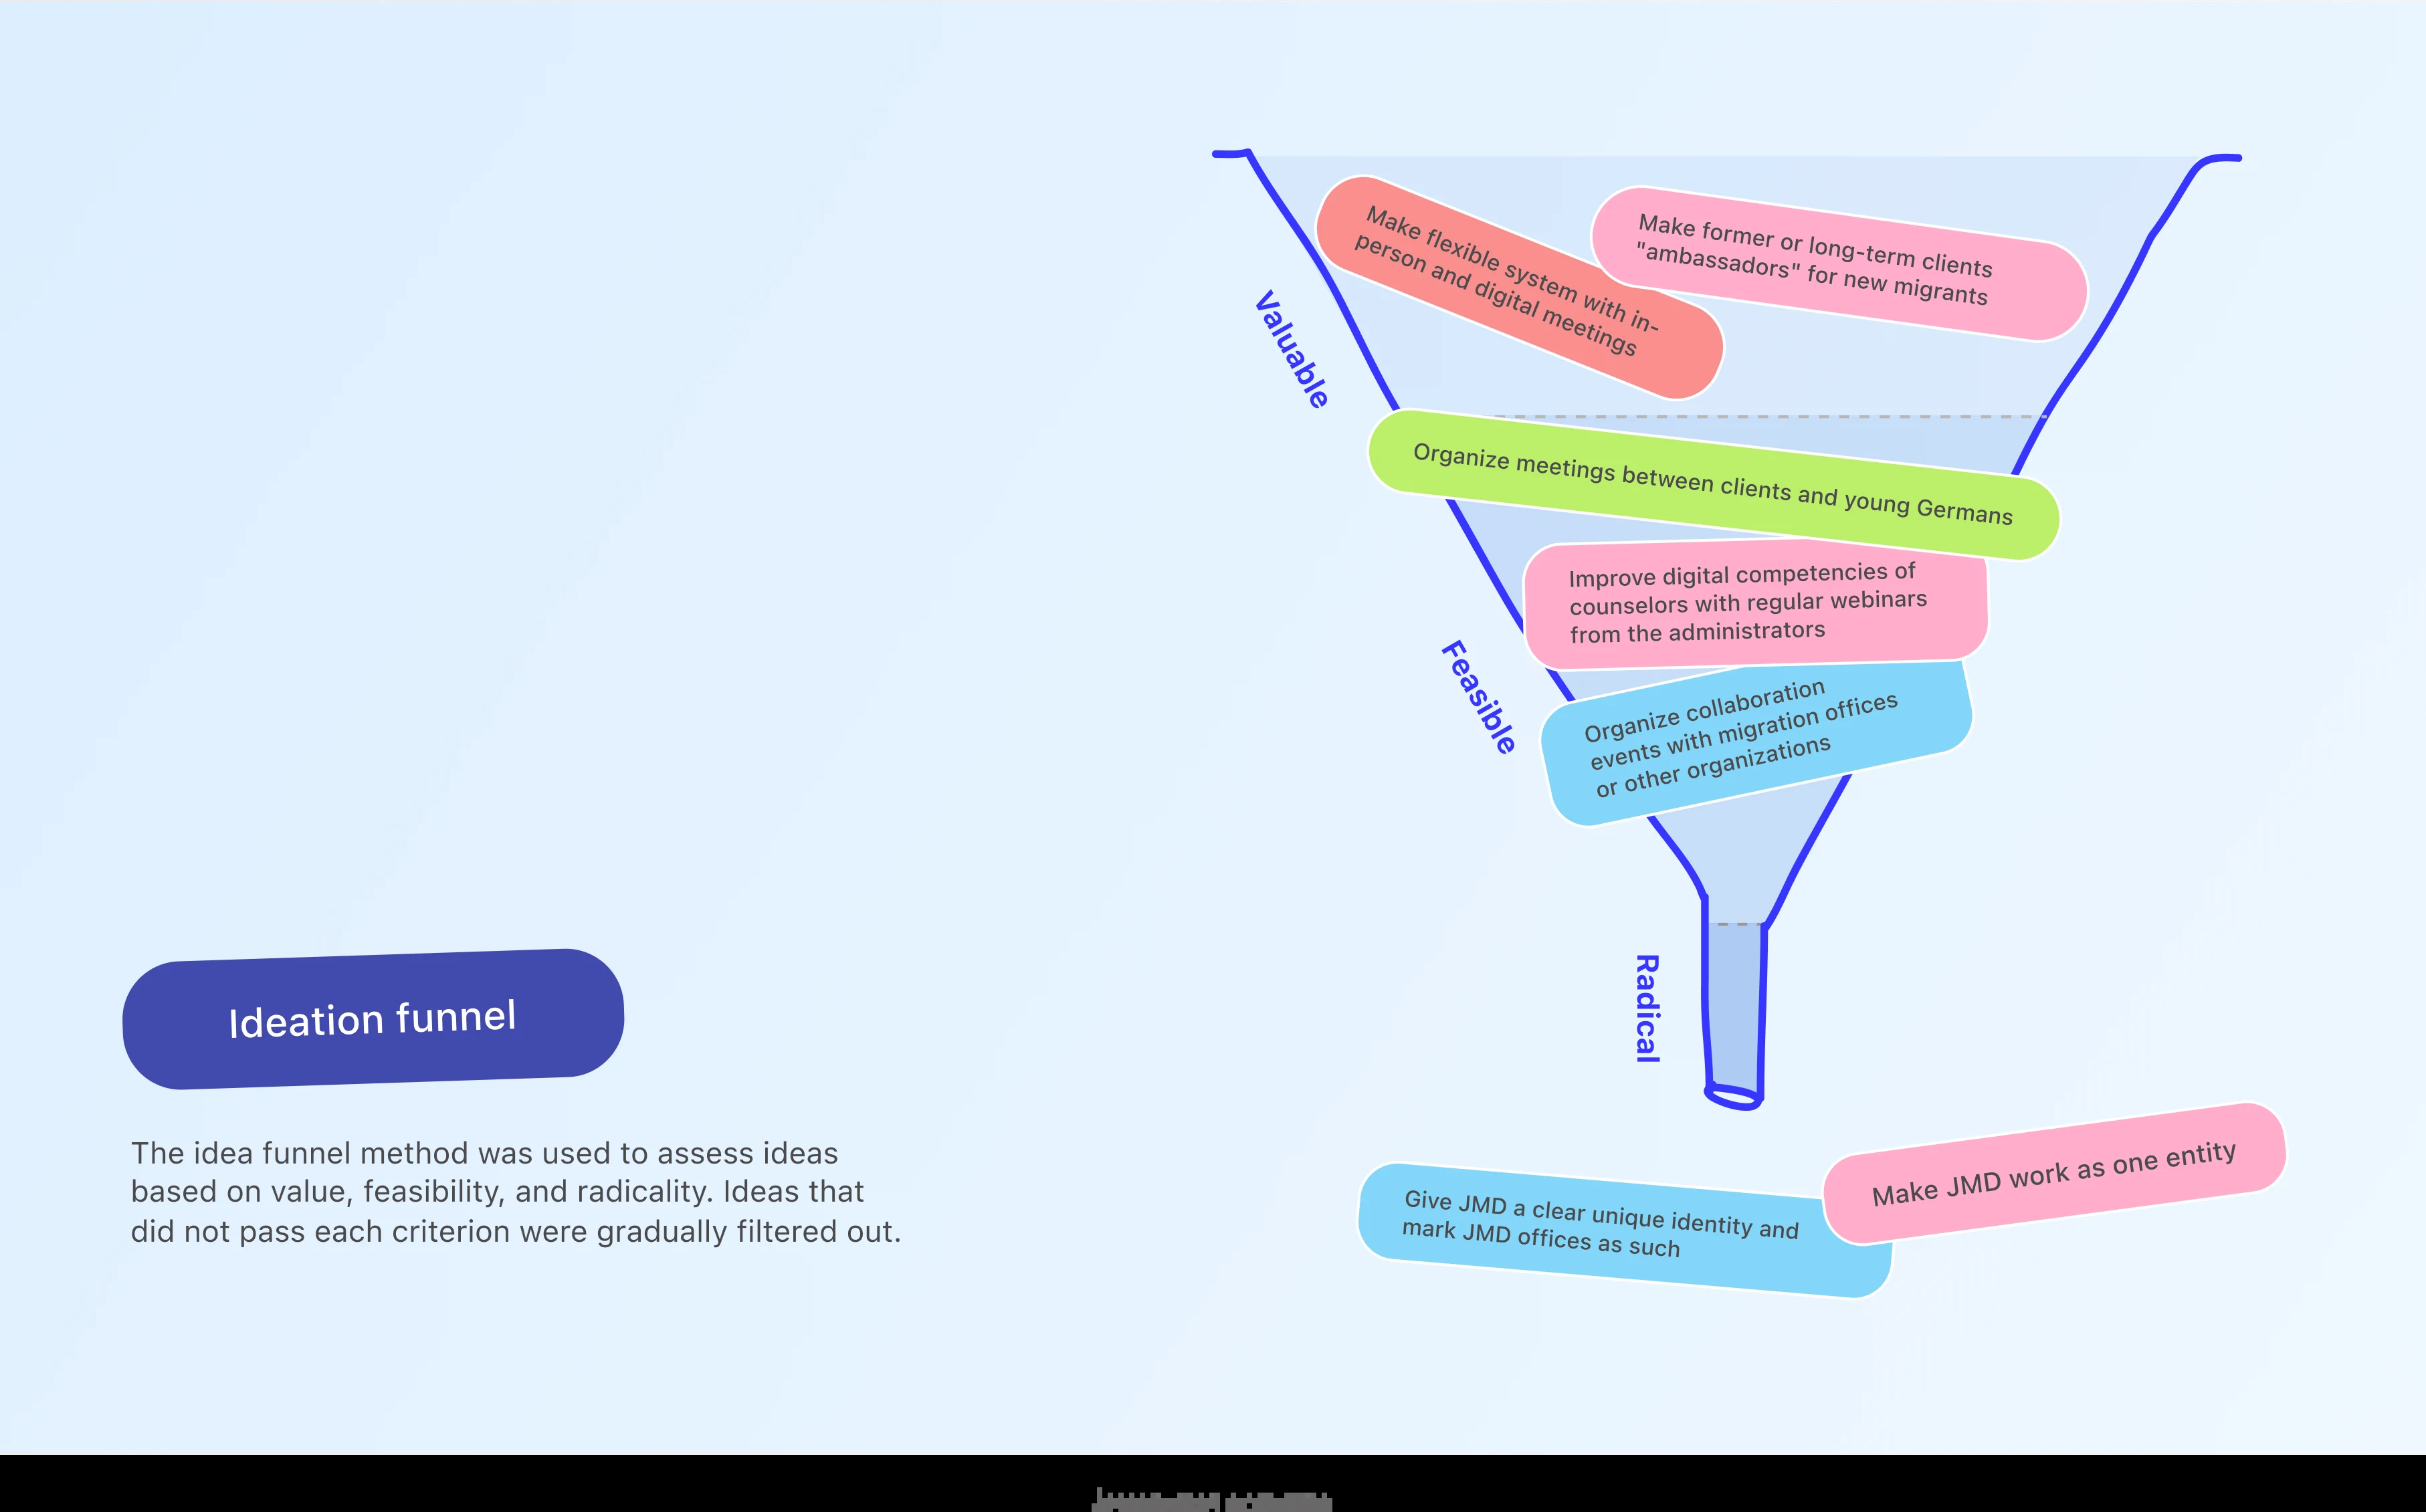 Make flexible system with in-
person and digital meetings
Make former or long-term clients
"ambassadors" for new migrants
Valuable
Organize meetings between clients and young Germans
Improve digital competencies of
counselors with regular webinars
from the administrators
Feasible
Organize collaboration
events with migration offices
or other organizations
Radical
Ideation funnel
The idea funnel method was used to assess ideas
based on value, feasibility, and radicality. Ideas that
did not pass each criterion were gradually filtered out.
Give JMD a clear unique identity and
mark JMD offices as such
Make JMD work as one entity